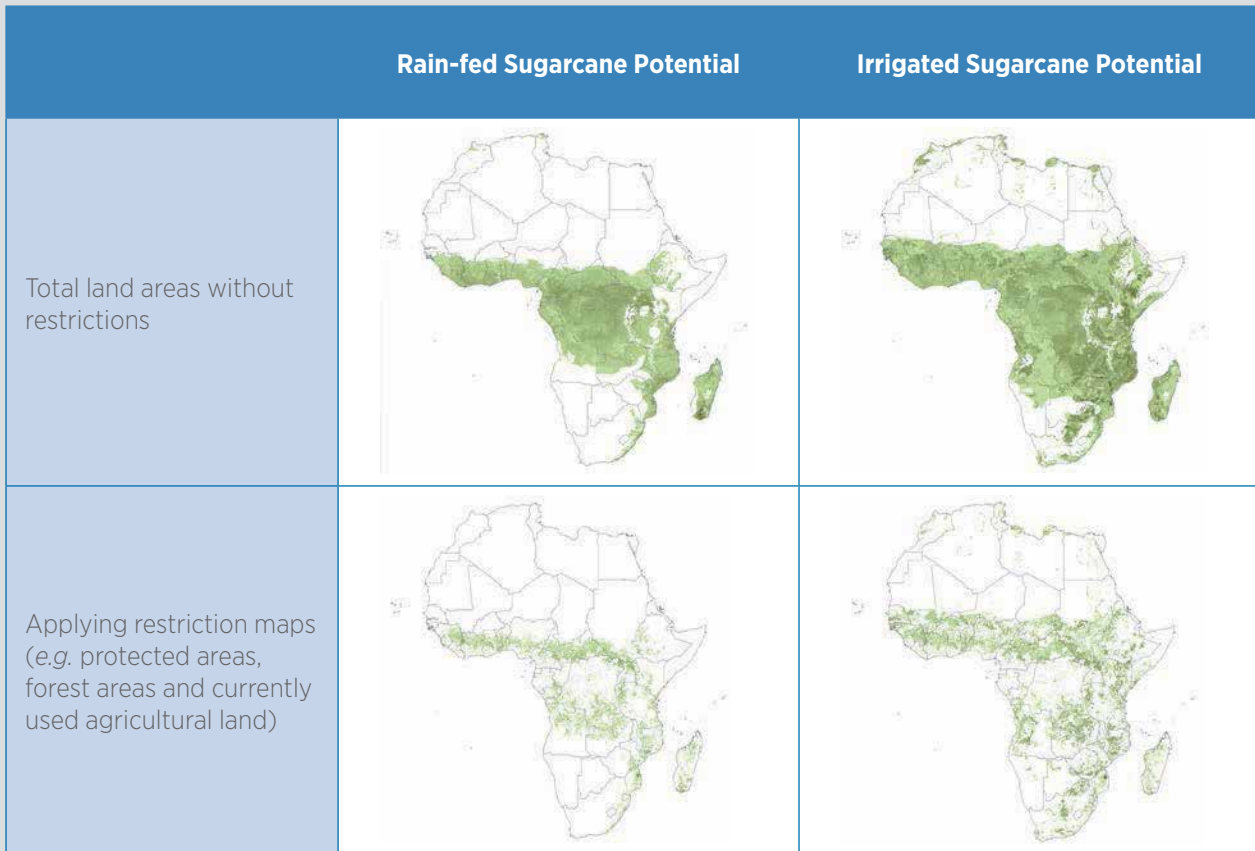 Rain-fed Sugarcane Potential
Irrigated Sugarcane Potential
Total land areas without
restrictions
Applying restriction maps
(e.g. protected areas,
forest areas and currently
used agricultural land)